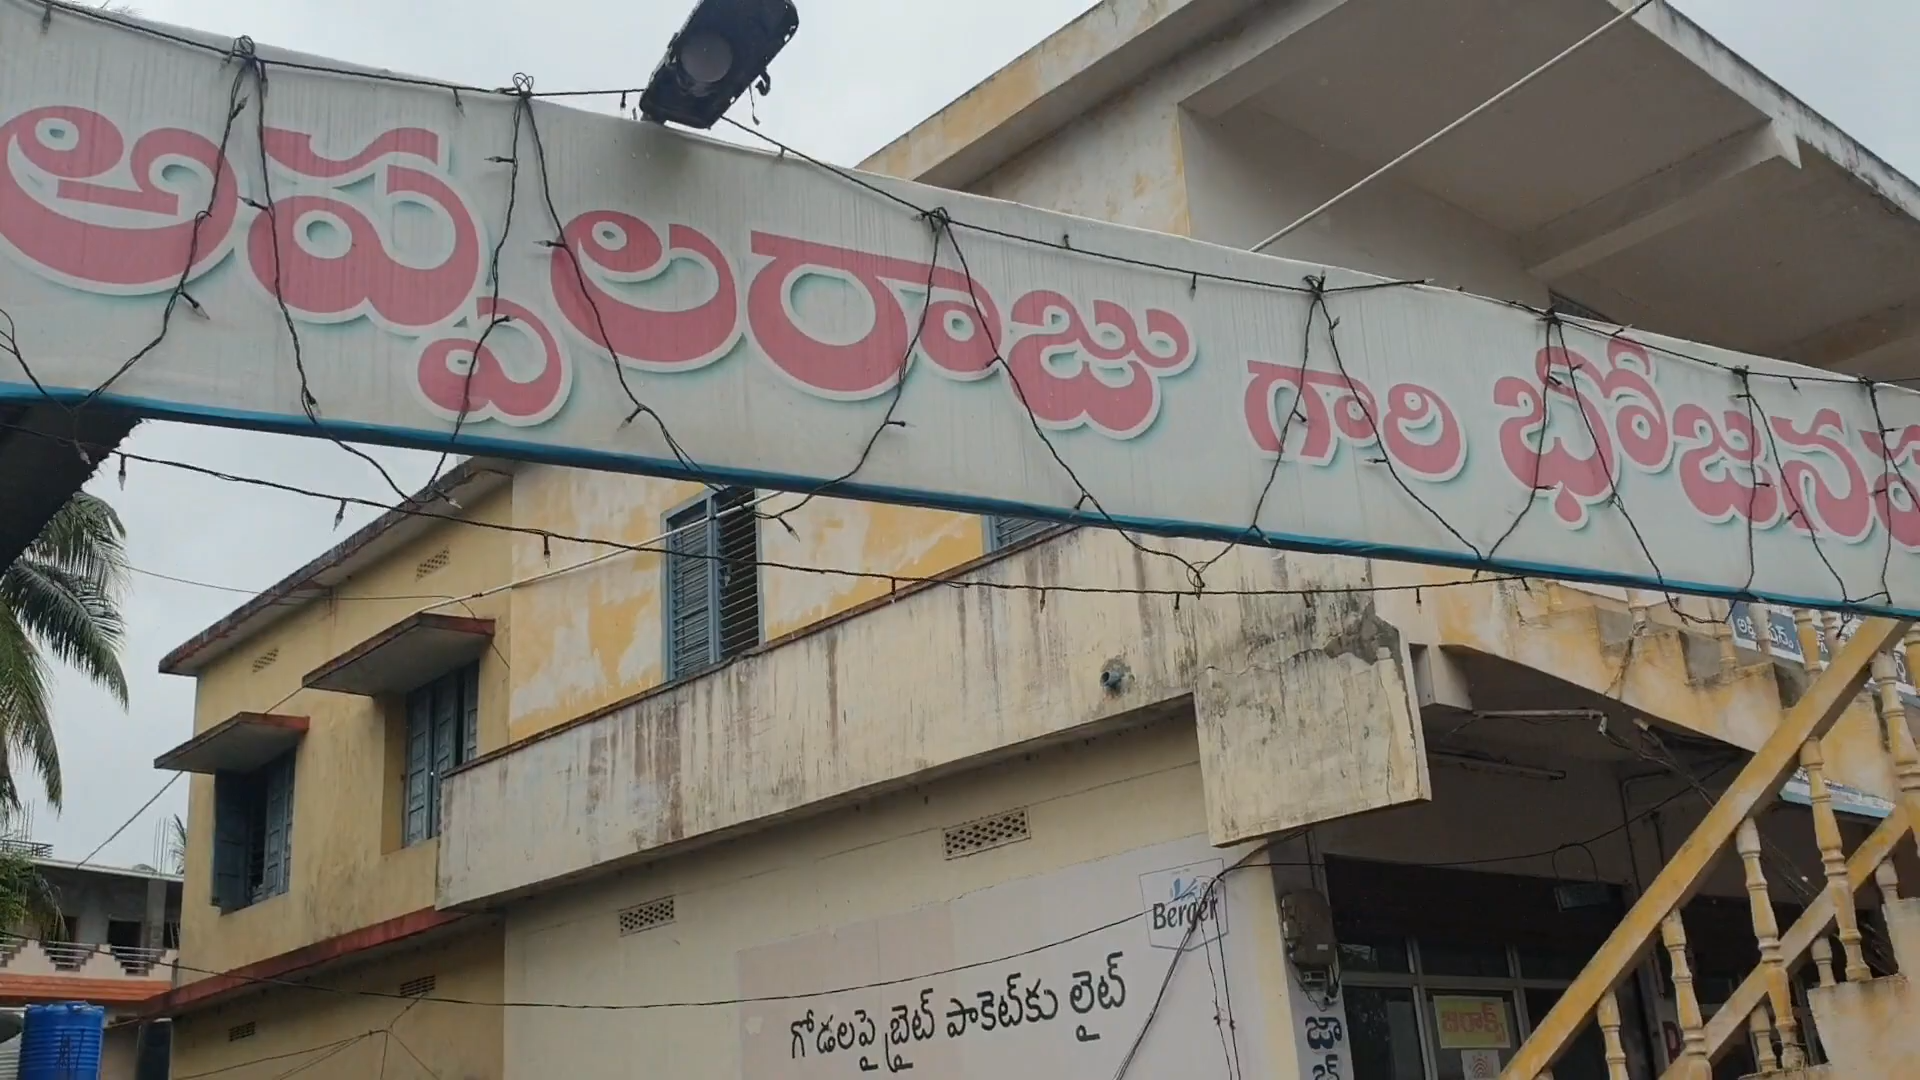 అప్పలరాజు గారి భోజన
Berger
గోడలపై బ్రైట్ పాకెట్‌కు లైట్
జిరాక్స్